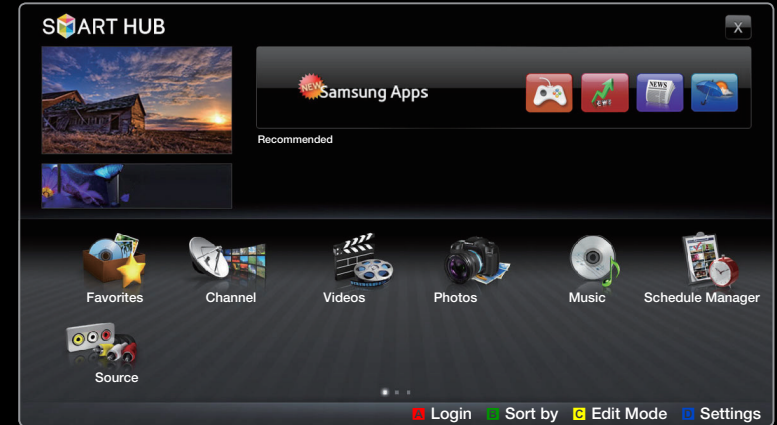 SMART HUB
X
NEW
Samsung Apps
NEWS
Recommended
Favorites
Channel
Videos
Photos
Music
Schedule Manager
Source
A Login B Sort by C Edit Mode D Settings